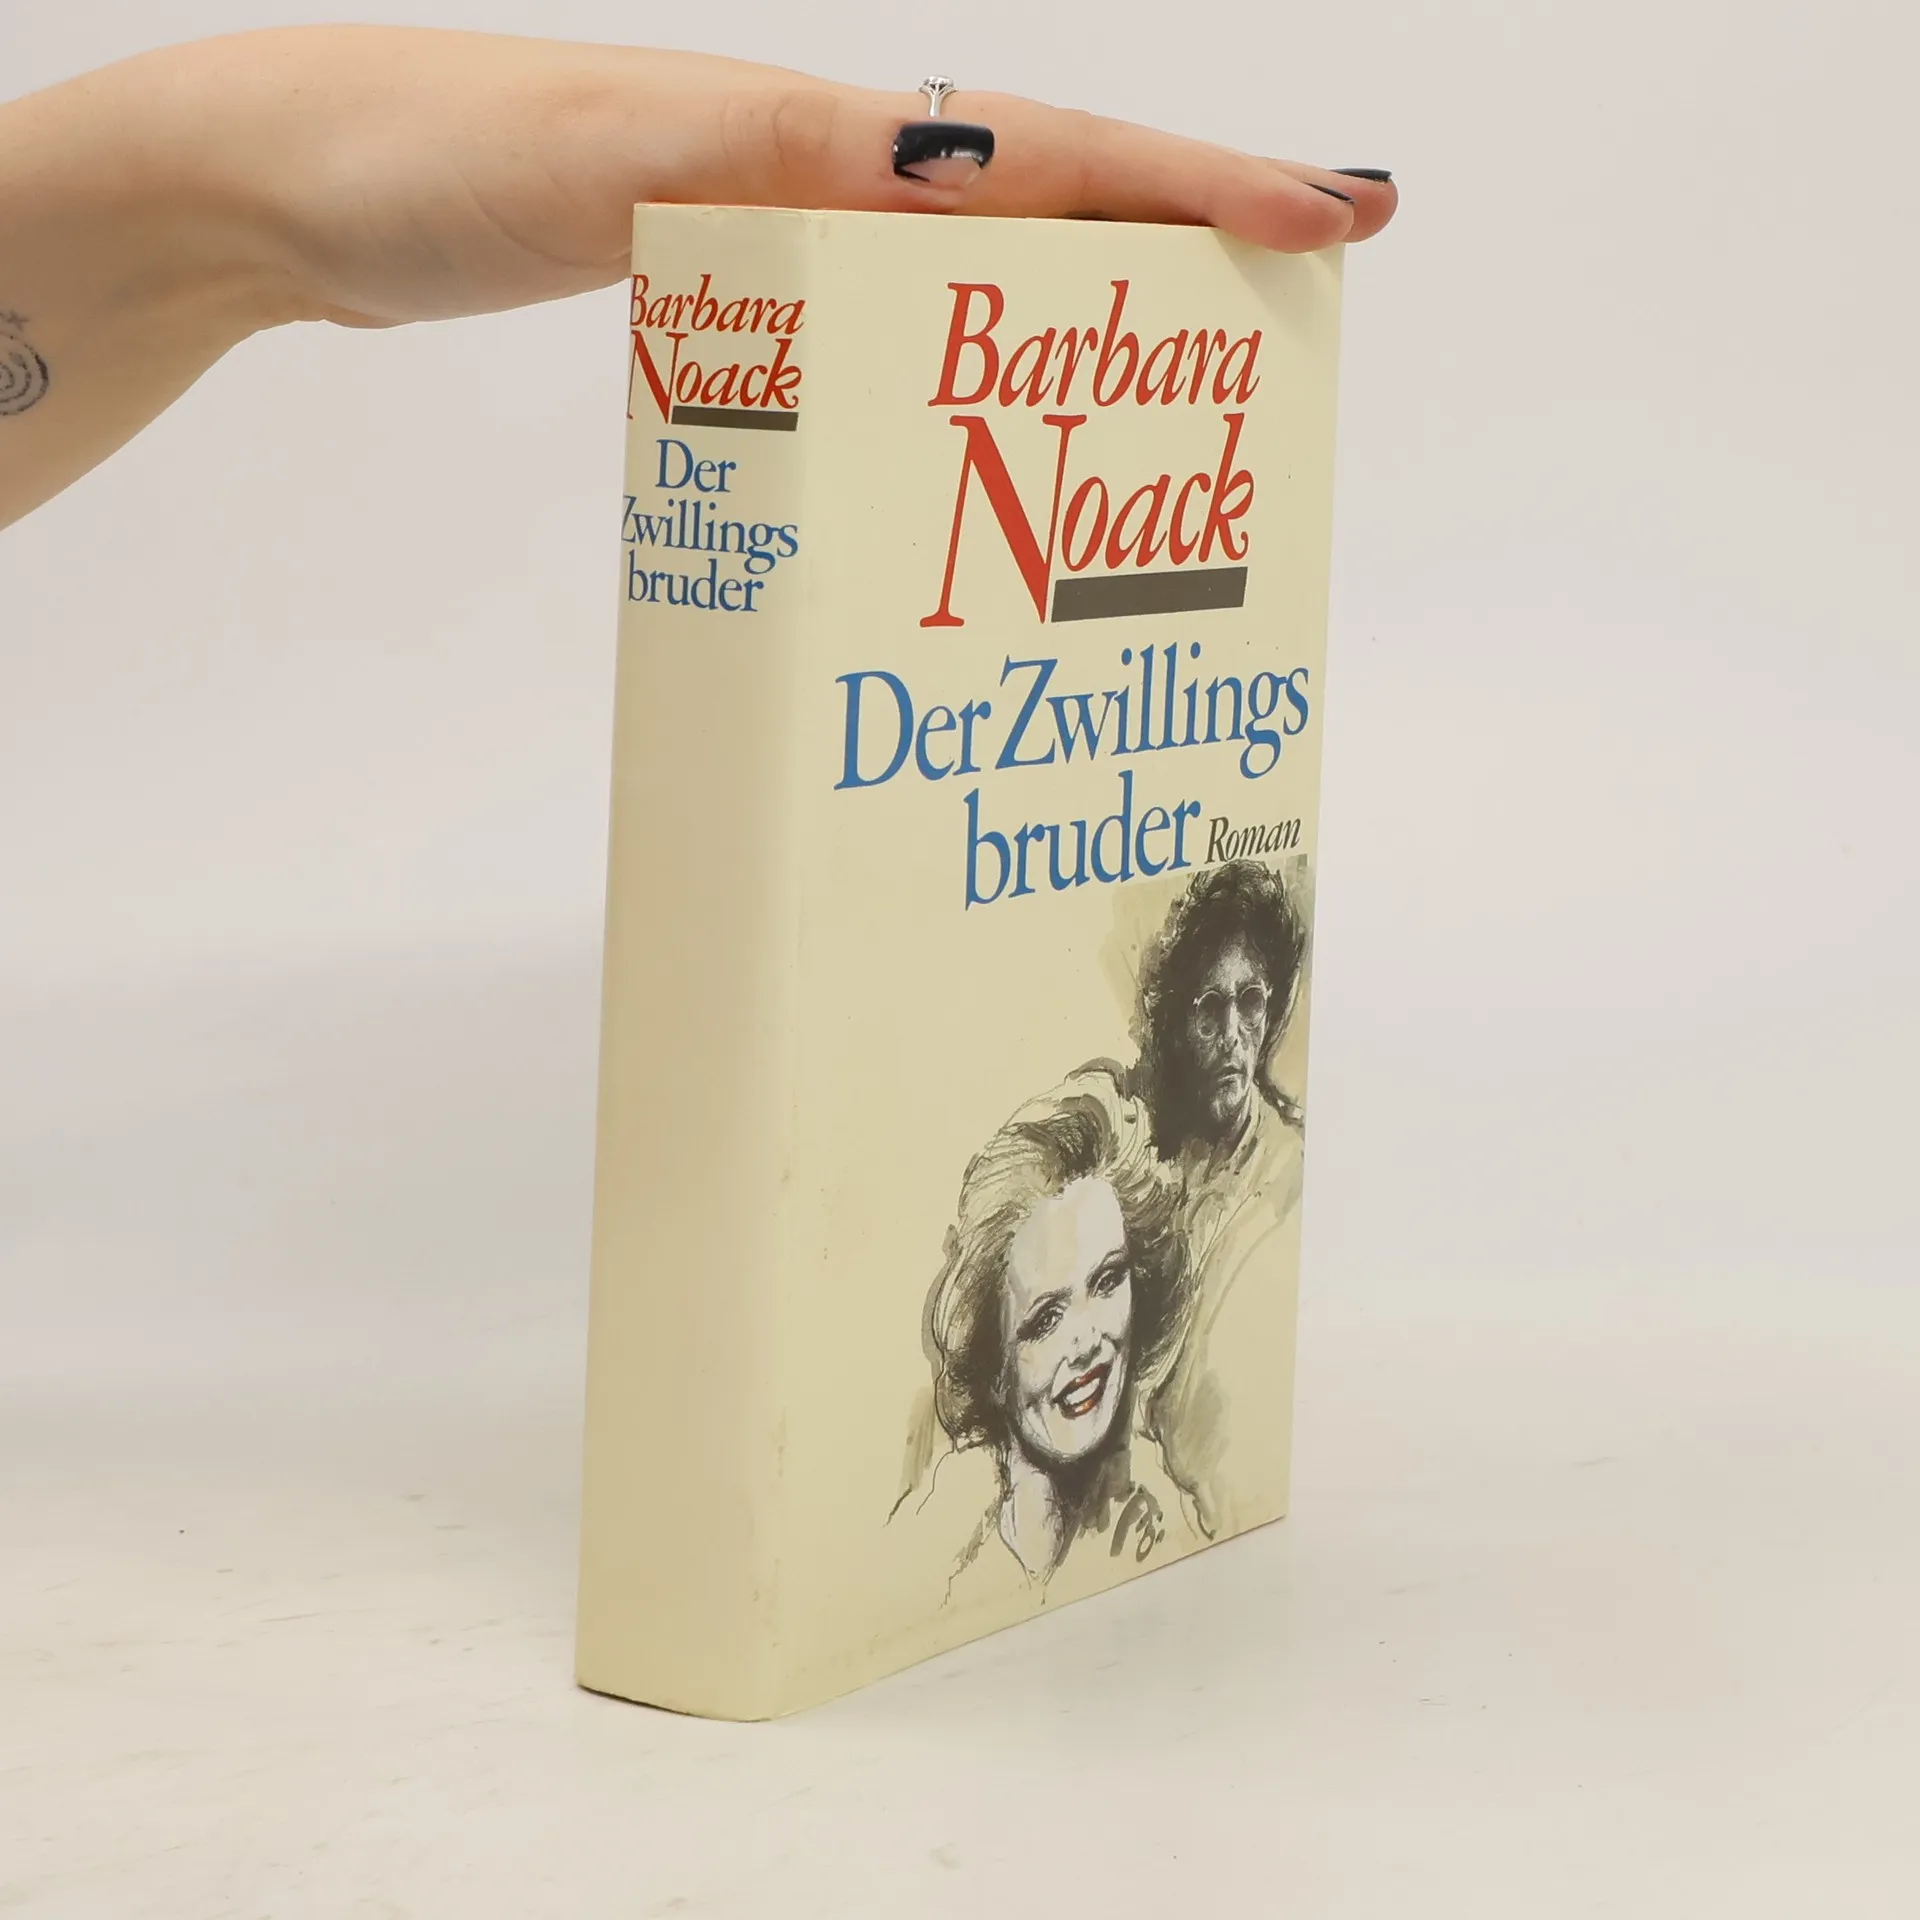 Barbara
Noack
Der
Zwillings
bruder
Barbara
Noack
Der Zwillings
bruder Roman